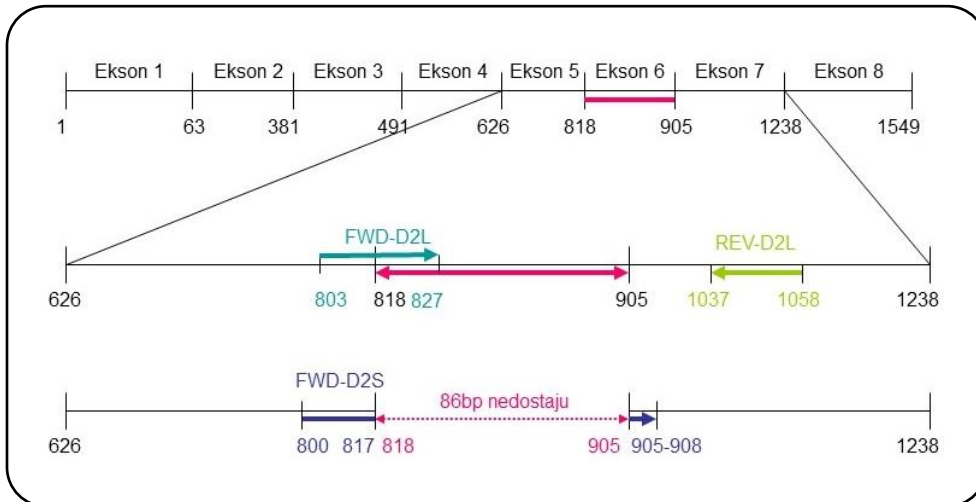 Ekson 1 Ekson 2 Ekson 3 Ekson 4 Ekson 5 Ekson 6 Ekson 7 Ekson 8
1 63 381 491 626 818 905 1238 1549
FWD-D2L REV-D2L
626 803 818 827 905 1037 1058 1238
FWD-D2S
86bp nedostaju
626 800 817 818 905 905-908 1238